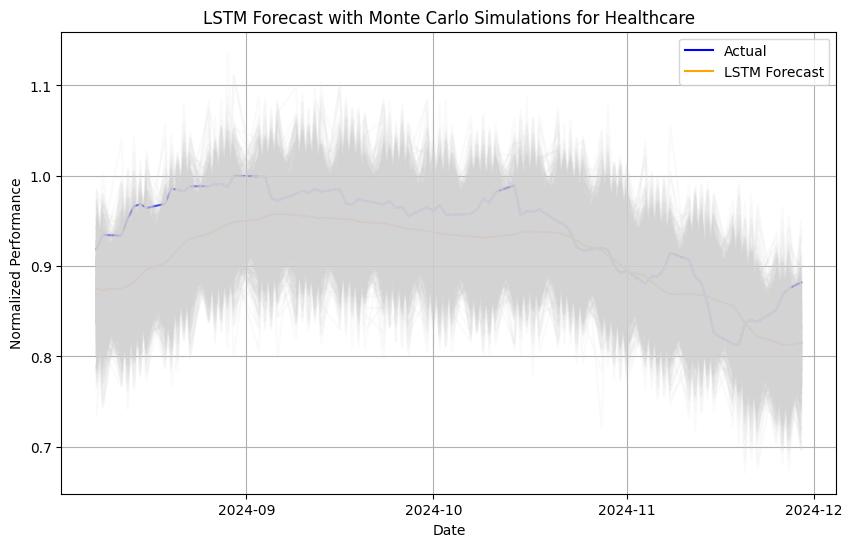 LSTM Forecast with Monte Carlo Simulations for Healthcare
Actual
LSTM Forecast
Normalized Performance
1.1
1.0
0.9
0.8
0.7
2024-09
2024-10
2024-11
2024-12
Date